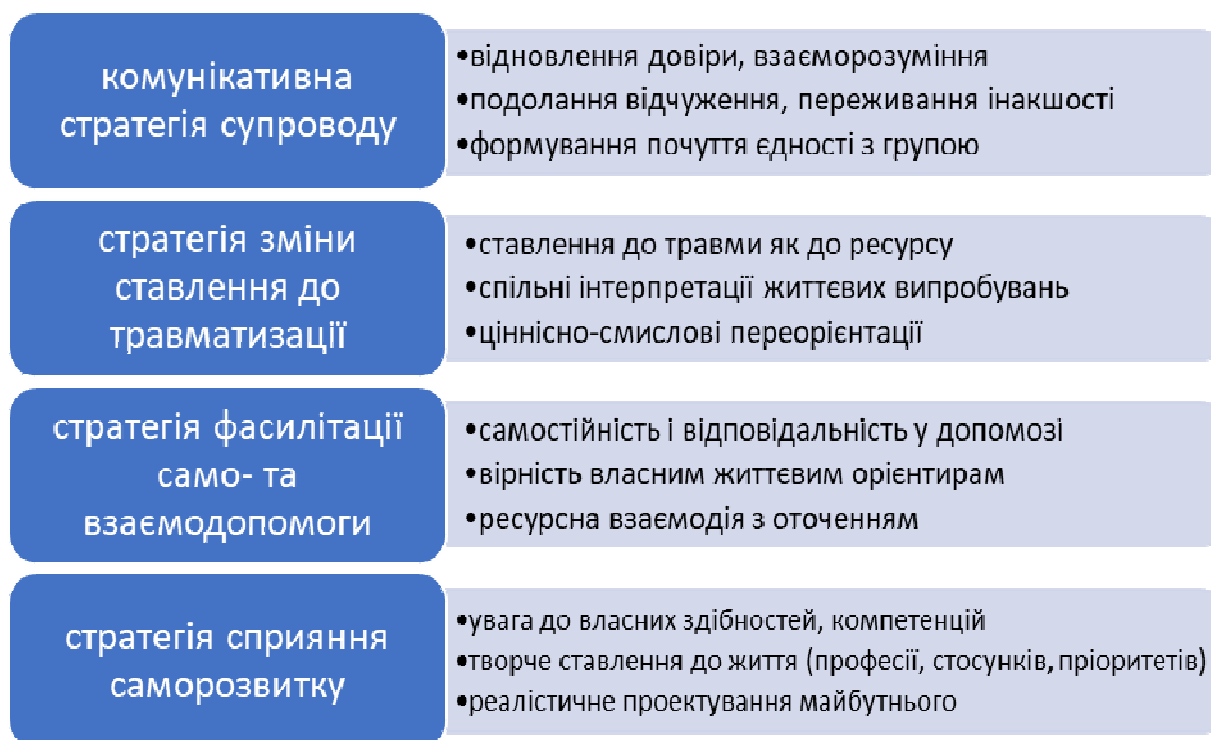 комунікативна
стратегія супроводу
•відновлення довіри, взаєморозуміння
•подолання відчуження, переживання інакшості
•формування почуття єдності з групою
стратегія зміни
ставлення до
травматизації
•ставлення до травми як до ресурсу
•спільні інтерпретації життєвих випробувань
•ціннісно-смислові переорієнтації
стратегія фасилітації
само- та
взаємодопомоги
•самостійність і відповідальність у допомозі
•вірність власним життєвим орієнтирам
•ресурсна взаємодія з оточенням
стратегія сприяння
саморозвитку
•увага до власних здібностей, компетенцій
•творче ставлення до життя (професії, стосунків, пріоритетів)
•реалістичне проектування майбутнього